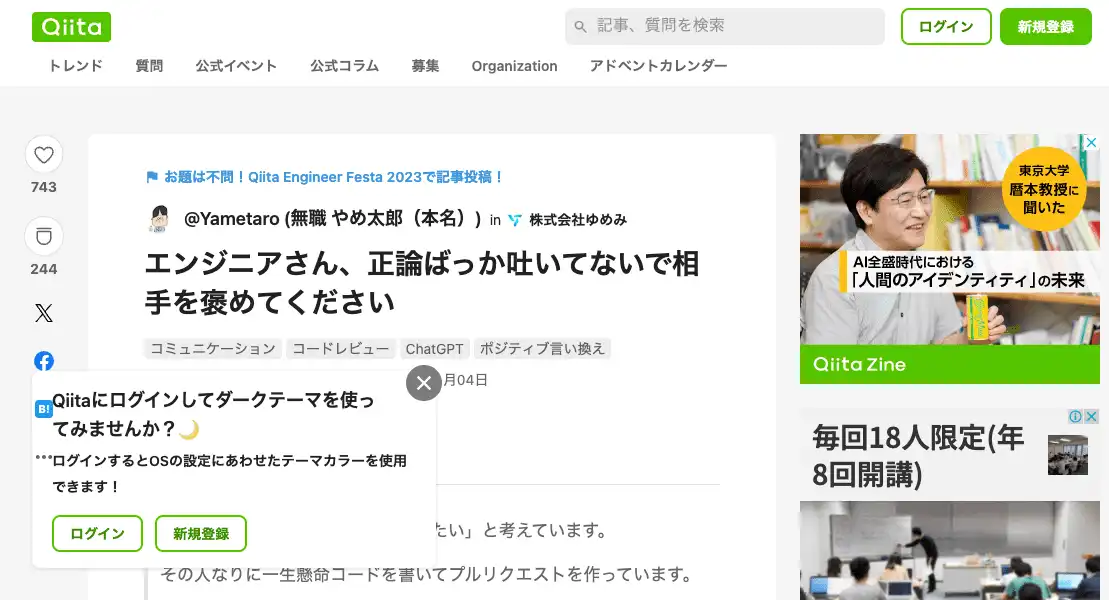 Qiita
記事、質問を検索
ログイン
新規登録
トレンド
質問
公式イベント
公式コラム
募集
Organization
アドベントカレンダー
743
244
お題は不問！Qiita Engineer Festa 2023で記事投稿！
@Yametaro (無職 やめ太郎（本名）) in 株式会社ゆめみ
エンジニアさん、正論ばっか吐いてないで相
手を褒めてください
コミュニケーション
コードレビュー
ChatGPT
ポジティブ言い換え
月04日
B!
Qiitaにログインしてダークテーマを使っ
てみませんか？🌙
ログインするとOSの設定にあわせたテーマカラーを使用
できます！
ログイン
新規登録
たい」と考えています。
その人なりに一生懸命コードを書いてプルリクエストを作っています。
東京大学
暦本教授に
聞いた
AI全盛時代における
「人間のアイデンティティ」の未来
Qiita Zine
毎回18人限定(年
8回開講)